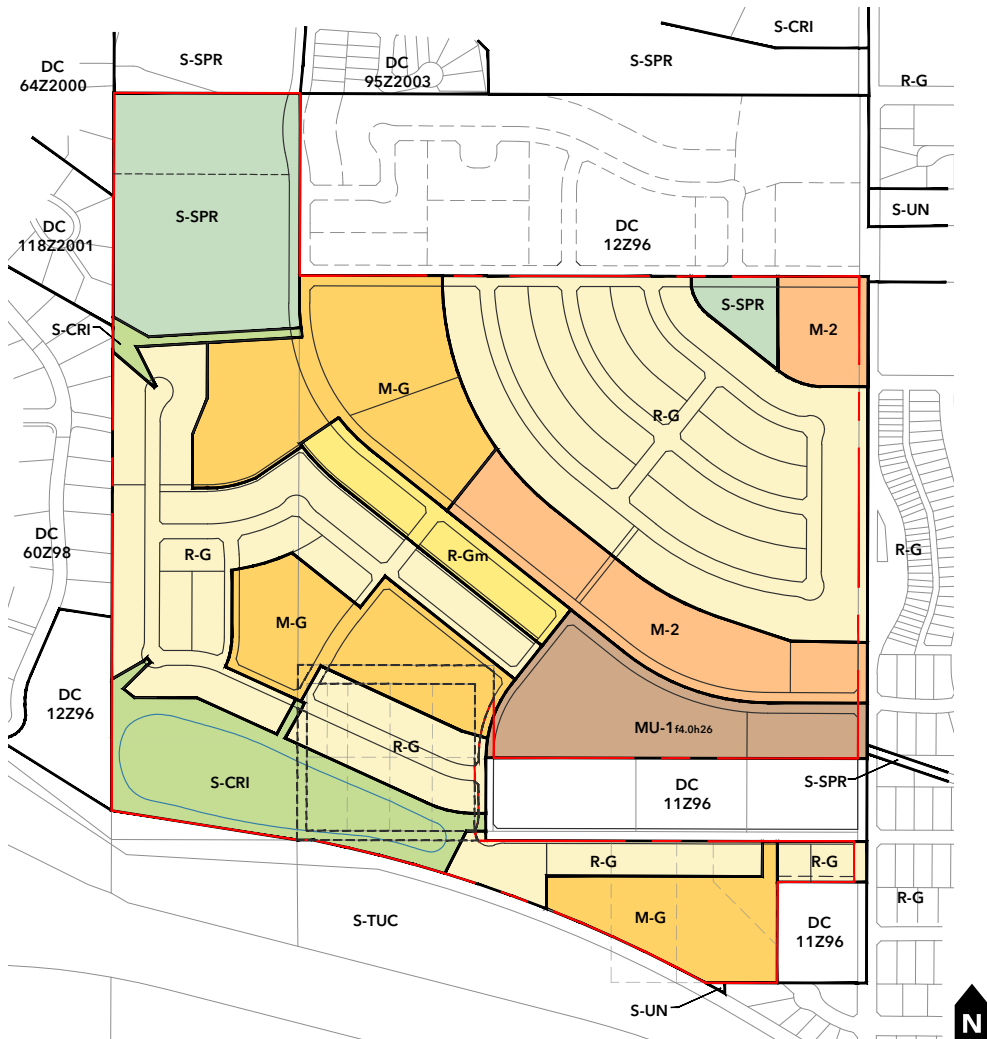 S-CRI
S-SPR
DC
64Z2000
DC
95Z2003
S-SPR
R-G
S-SPR
S-UN
DC
118Z2001
DC
12Z96
S-SPR
S-CRI
M-2
M-G
R-G
DC
60Z98
R-G
R-Gm
R-G
M-G
M-2
DC
12Z96
MU-1f4.0h26
R-G
S-CRI
S-SPR
DC
11Z96
R-G
R-G
R-G
M-G
S-TUC
DC
11Z96
S-UN
N